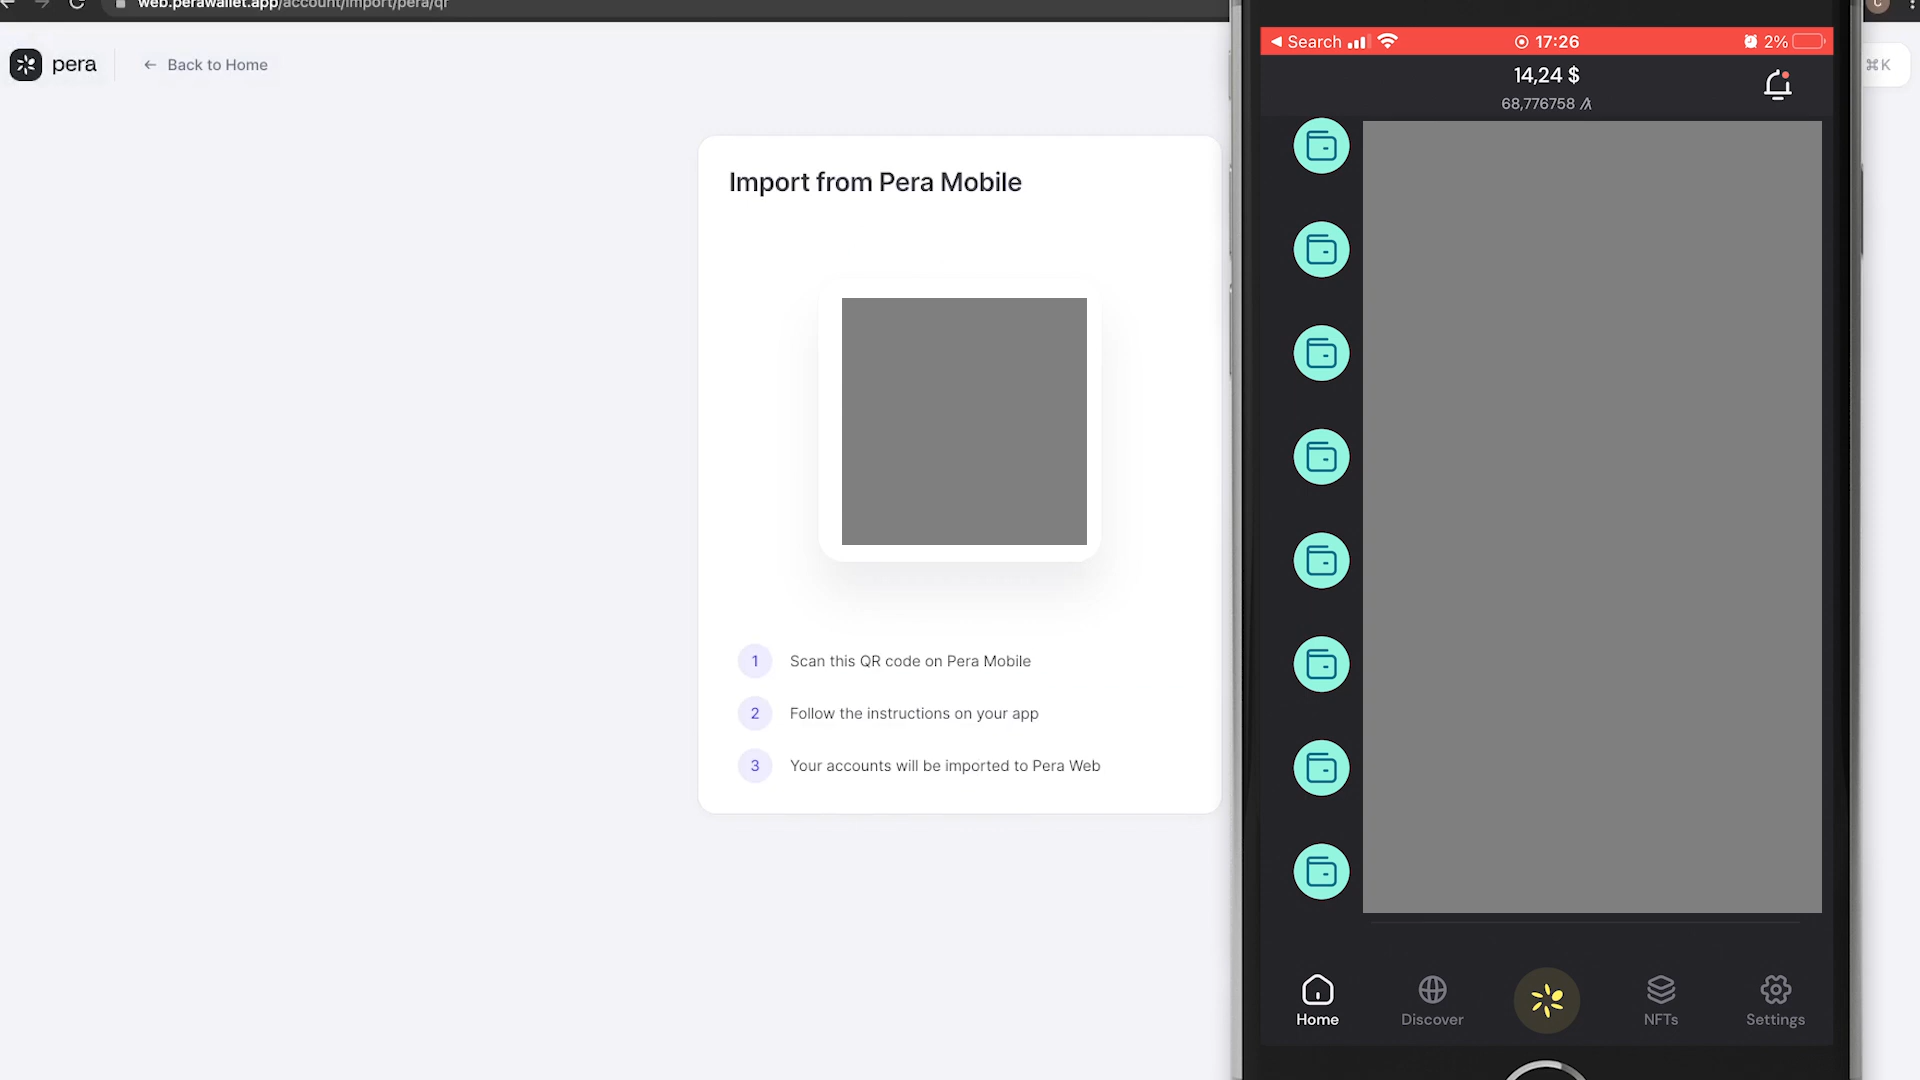 web.perawallet.app/account/import/pera/qr
pera
Back to Home
⌘K
Import from Pera Mobile
1 Scan this QR code on Pera Mobile
2 Follow the instructions on your app
3 Your accounts will be imported to Pera Web
Search
17:26
2%
14,24 $
68,776758
Home
Discover
NFTs
Settings
C